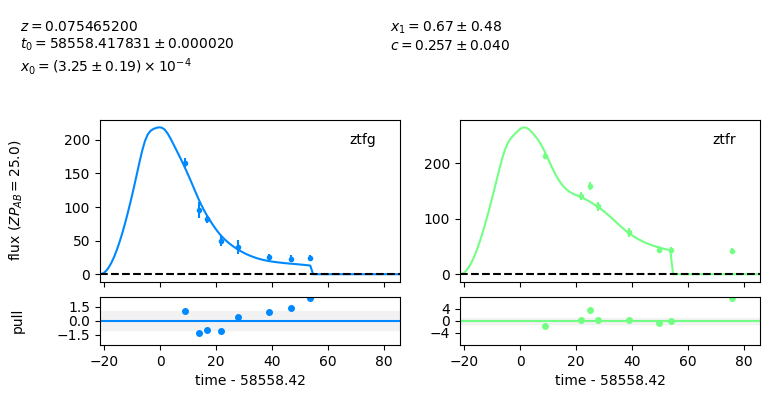 z = 0.075465200
t₀ = 58558.417831 ± 0.000020
x₀ = (3.25 ± 0.19) × 10⁻⁴
x₁ = 0.67 ± 0.48
c = 0.257 ± 0.040
flux (ZP_AB = 25.0)
200
150
100
50
0
ztfg
200
100
0
ztfr
pull
1.5
0.0
−1.5
−20 0 20 40 60 80
time - 58558.42
4
1
−4
−20 0 20 40 60 80
time - 58558.42